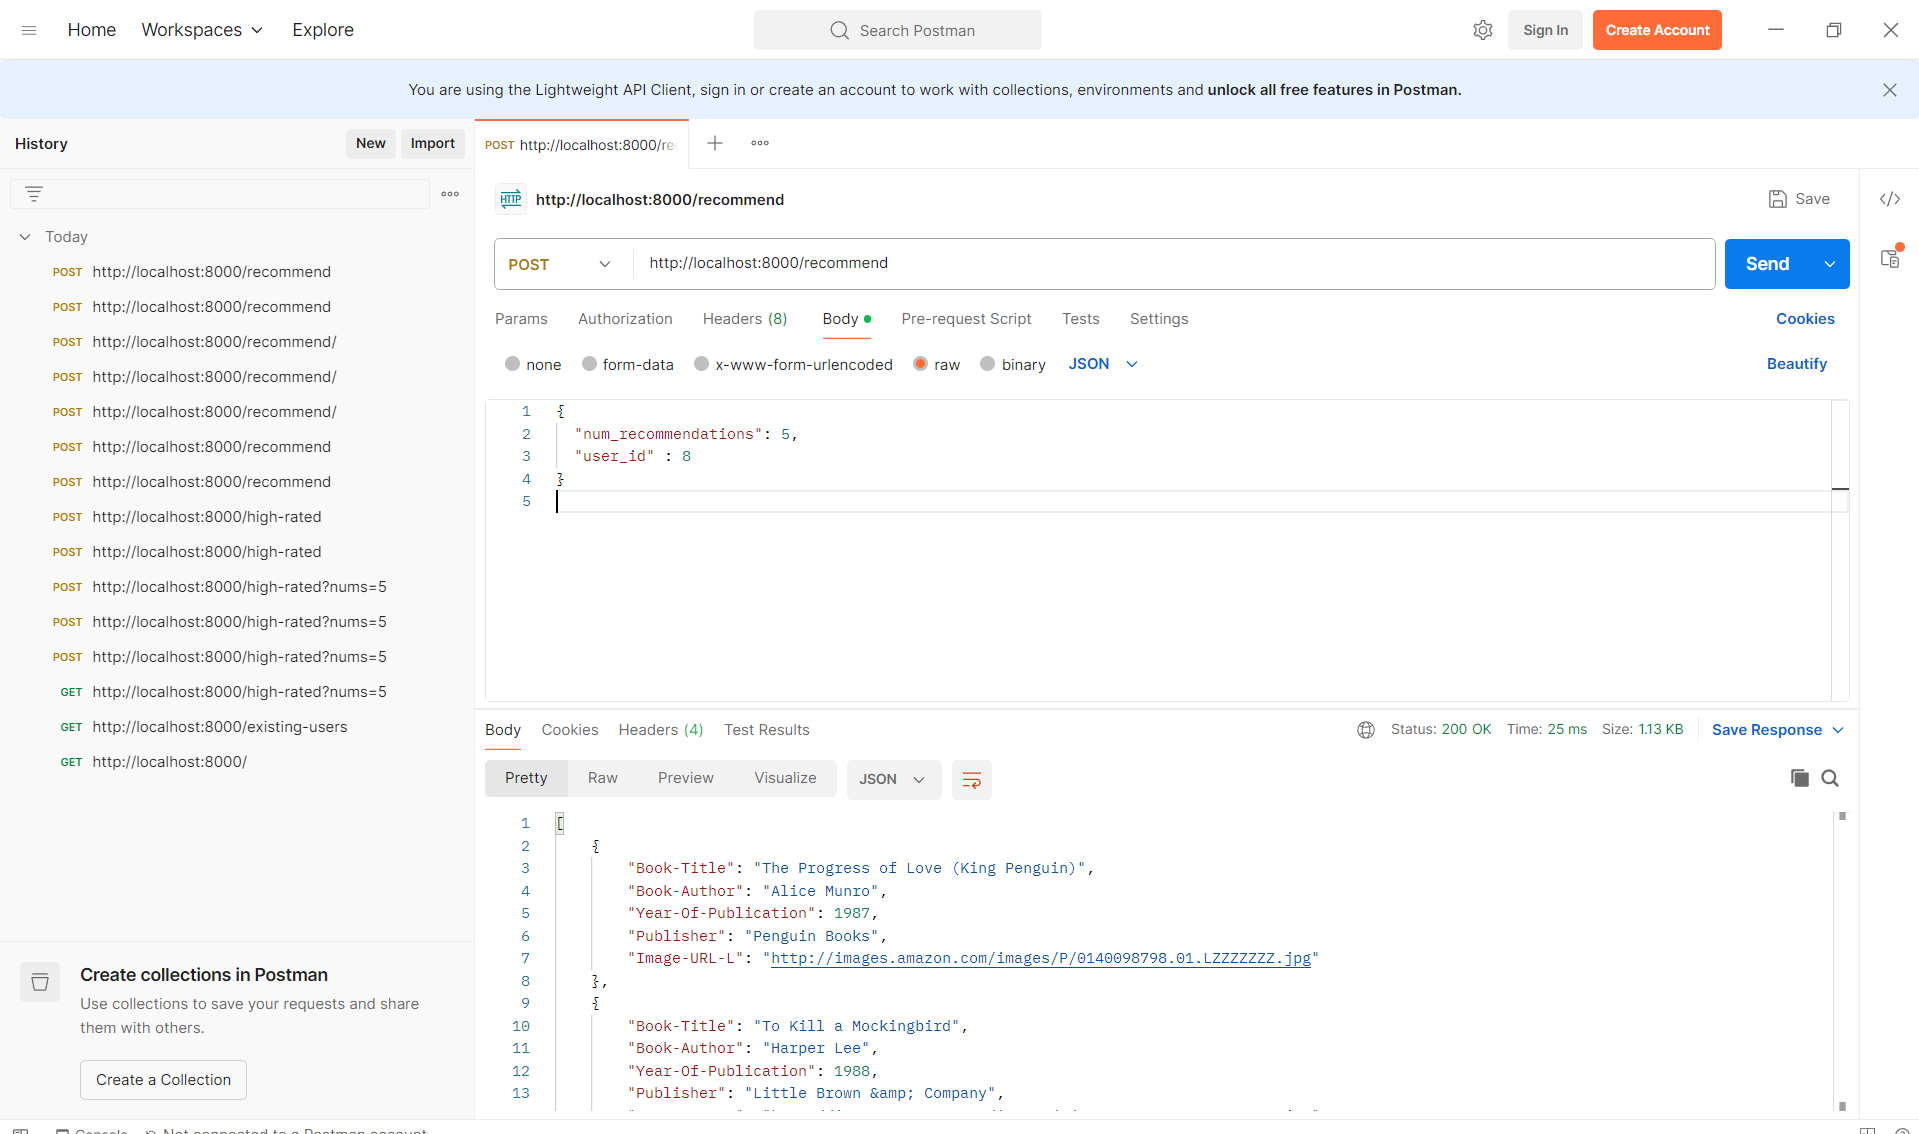 Home Workspaces Explore
Search Postman
Sign In Create Account
You are using the Lightweight API Client, sign in or create an account to work with collections, environments and unlock all free features in Postman.
History New Import
Today
POST http://localhost:8000/recommend
POST http://localhost:8000/recommend
POST http://localhost:8000/recommend/
POST http://localhost:8000/recommend/
POST http://localhost:8000/recommend/
POST http://localhost:8000/recommend
POST http://localhost:8000/recommend
POST http://localhost:8000/high-rated
POST http://localhost:8000/high-rated
POST http://localhost:8000/high-rated?nums=5
POST http://localhost:8000/high-rated?nums=5
POST http://localhost:8000/high-rated?nums=5
GET http://localhost:8000/high-rated?nums=5
GET http://localhost:8000/existing-users
GET http://localhost:8000/
Create collections in Postman
Use collections to save your requests and share
them with others.
Create a Collection
POST http://localhost:8000/re
HTTP http://localhost:8000/recommend
Save
POST http://localhost:8000/recommend
Send
Params Authorization Headers (8) Body Pre-request Script Tests Settings
Cookies
none form-data x-www-form-urlencoded raw binary JSON
Beautify
1 {
2 "num_recommendations": 5,
3 "user_id" : 8
4 }
5
Body Cookies Headers (4) Test Results
Status: 200 OK Time: 25 ms Size: 1.13 KB Save Response
Pretty Raw Preview Visualize JSON
1 [
2 {
3 "Book-Title": "The Progress of Love (King Penguin)",
4 "Book-Author": "Alice Munro",
5 "Year-Of-Publication": 1987,
6 "Publisher": "Penguin Books",
7 "Image-URL-L": "http://images.amazon.com/images/P/0140098798.01.LZZZZZZZ.jpg"
8 },
9 {
10 "Book-Title": "To Kill a Mockingbird",
11 "Book-Author": "Harper Lee",
12 "Year-Of-Publication": 1988,
13 "Publisher": "Little Brown &amp; Company",
Console Not connected to a Postman account